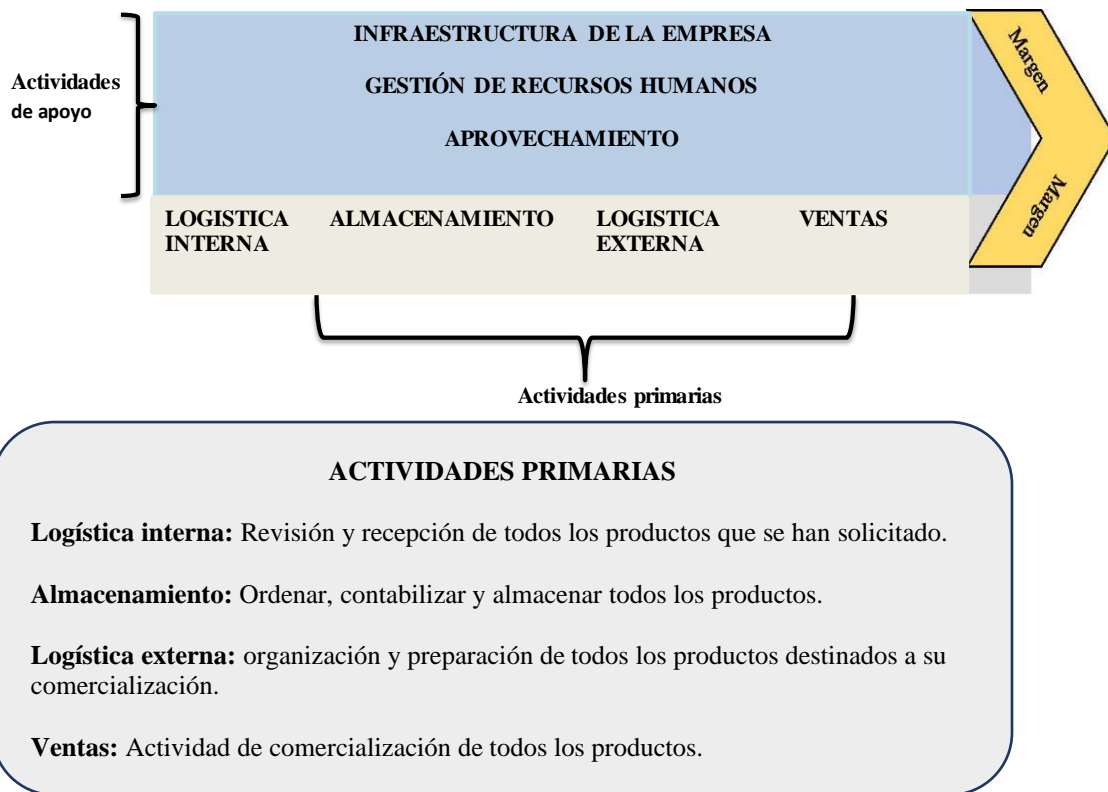 INFRAESTRUCTURA DE LA EMPRESA
GESTIÓN DE RECURSOS HUMANOS
APROVECHAMIENTO
Actividades
de apoyo
Margen
Margen
LOGISTICA
INTERNA
ALMACENAMIENTO
LOGISTICA
EXTERNA
VENTAS
Actividades primarias
ACTIVIDADES PRIMARIAS
Logística interna: Revisión y recepción de todos los productos que se han solicitado.
Almacenamiento: Ordenar, contabilizar y almacenar todos los productos.
Logística externa: organización y preparación de todos los productos destinados a su
comercialización.
Ventas: Actividad de comercialización de todos los productos.